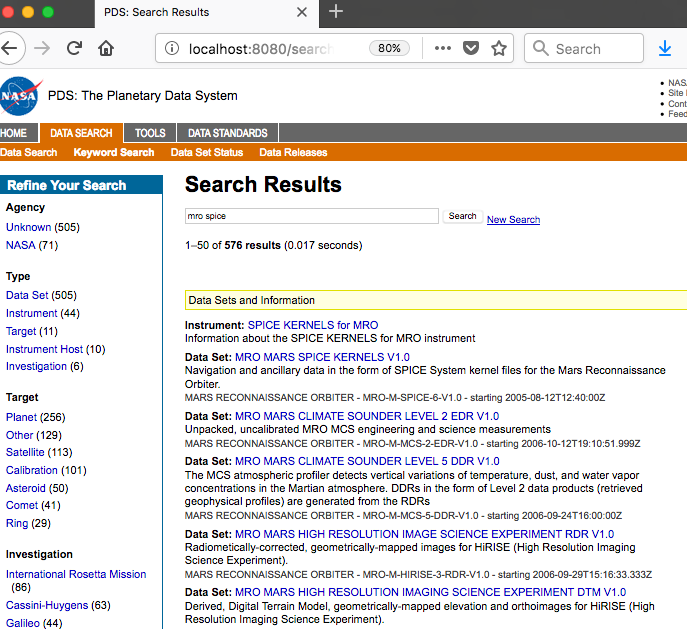 PDS: Search Results
localhost:8080/search
80%
Search
NASA
PDS: The Planetary Data System
NAS
Site
Cont
Feed
HOME
DATA SEARCH
TOOLS
DATA STANDARDS
Data Search
Keyword Search
Data Set Status
Data Releases
Refine Your Search
Agency
Unknown (505)
NASA (71)
Type
Data Set (505)
Instrument (44)
Target (11)
Instrument Host (10)
Investigation (6)
Target
Planet (256)
Other (129)
Satellite (113)
Calibration (101)
Asteroid (50)
Comet (41)
Ring (29)
Investigation
International Rosetta Mission
(86)
Cassini-Huygens (63)
Galileo (44)
Search Results
mro spice
Search
New Search
1–50 of 576 results (0.017 seconds)
Data Sets and Information
Instrument: SPICE KERNELS for MRO
Information about the SPICE KERNELS for MRO instrument
Data Set: MRO MARS SPICE KERNELS V1.0
Navigation and ancillary data in the form of SPICE System kernel files for the Mars Reconnaissance
Orbiter.
MARS RECONNAISSANCE ORBITER - MRO-M-SPICE-6-V1.0 - starting 2005-08-12T12:40:00Z
Data Set: MRO MARS CLIMATE SOUNDER LEVEL 2 EDR V1.0
Unpacked, uncalibrated MRO MCS engineering and science measurements
MARS RECONNAISSANCE ORBITER - MRO-M-MCS-2-EDR-V1.0 - starting 2006-10-12T19:10:51.999Z
Data Set: MRO MARS CLIMATE SOUNDER LEVEL 5 DDR V1.0
The MCS atmospheric profiler detects vertical variations of temperature, dust, and water vapor
concentrations in the Martian atmosphere. DDRs in the form of Level 2 data products (retrieved
geophysical profiles) are generated from the RDRs
MARS RECONNAISSANCE ORBITER - MRO-M-MCS-5-DDR-V1.0 - starting 2006-09-24T16:00:00Z
Data Set: MRO MARS HIGH RESOLUTION IMAGE SCIENCE EXPERIMENT RDR V1.0
Radiometically-corrected, geometrically-mapped images for HiRISE (High Resolution Imaging
Science Experiment).
MARS RECONNAISSANCE ORBITER - MRO-M-HIRISE-3-RDR-V1.0 - starting 2006-09-29T15:16:33.333Z
Data Set: MRO MARS HIGH RESOLUTION IMAGING SCIENCE EXPERIMENT DTM V1.0
Derived, Digital Terrain Model, geometrically-mapped elevation and orthoimages for HiRISE (High
Resolution Imaging Science Experiment).